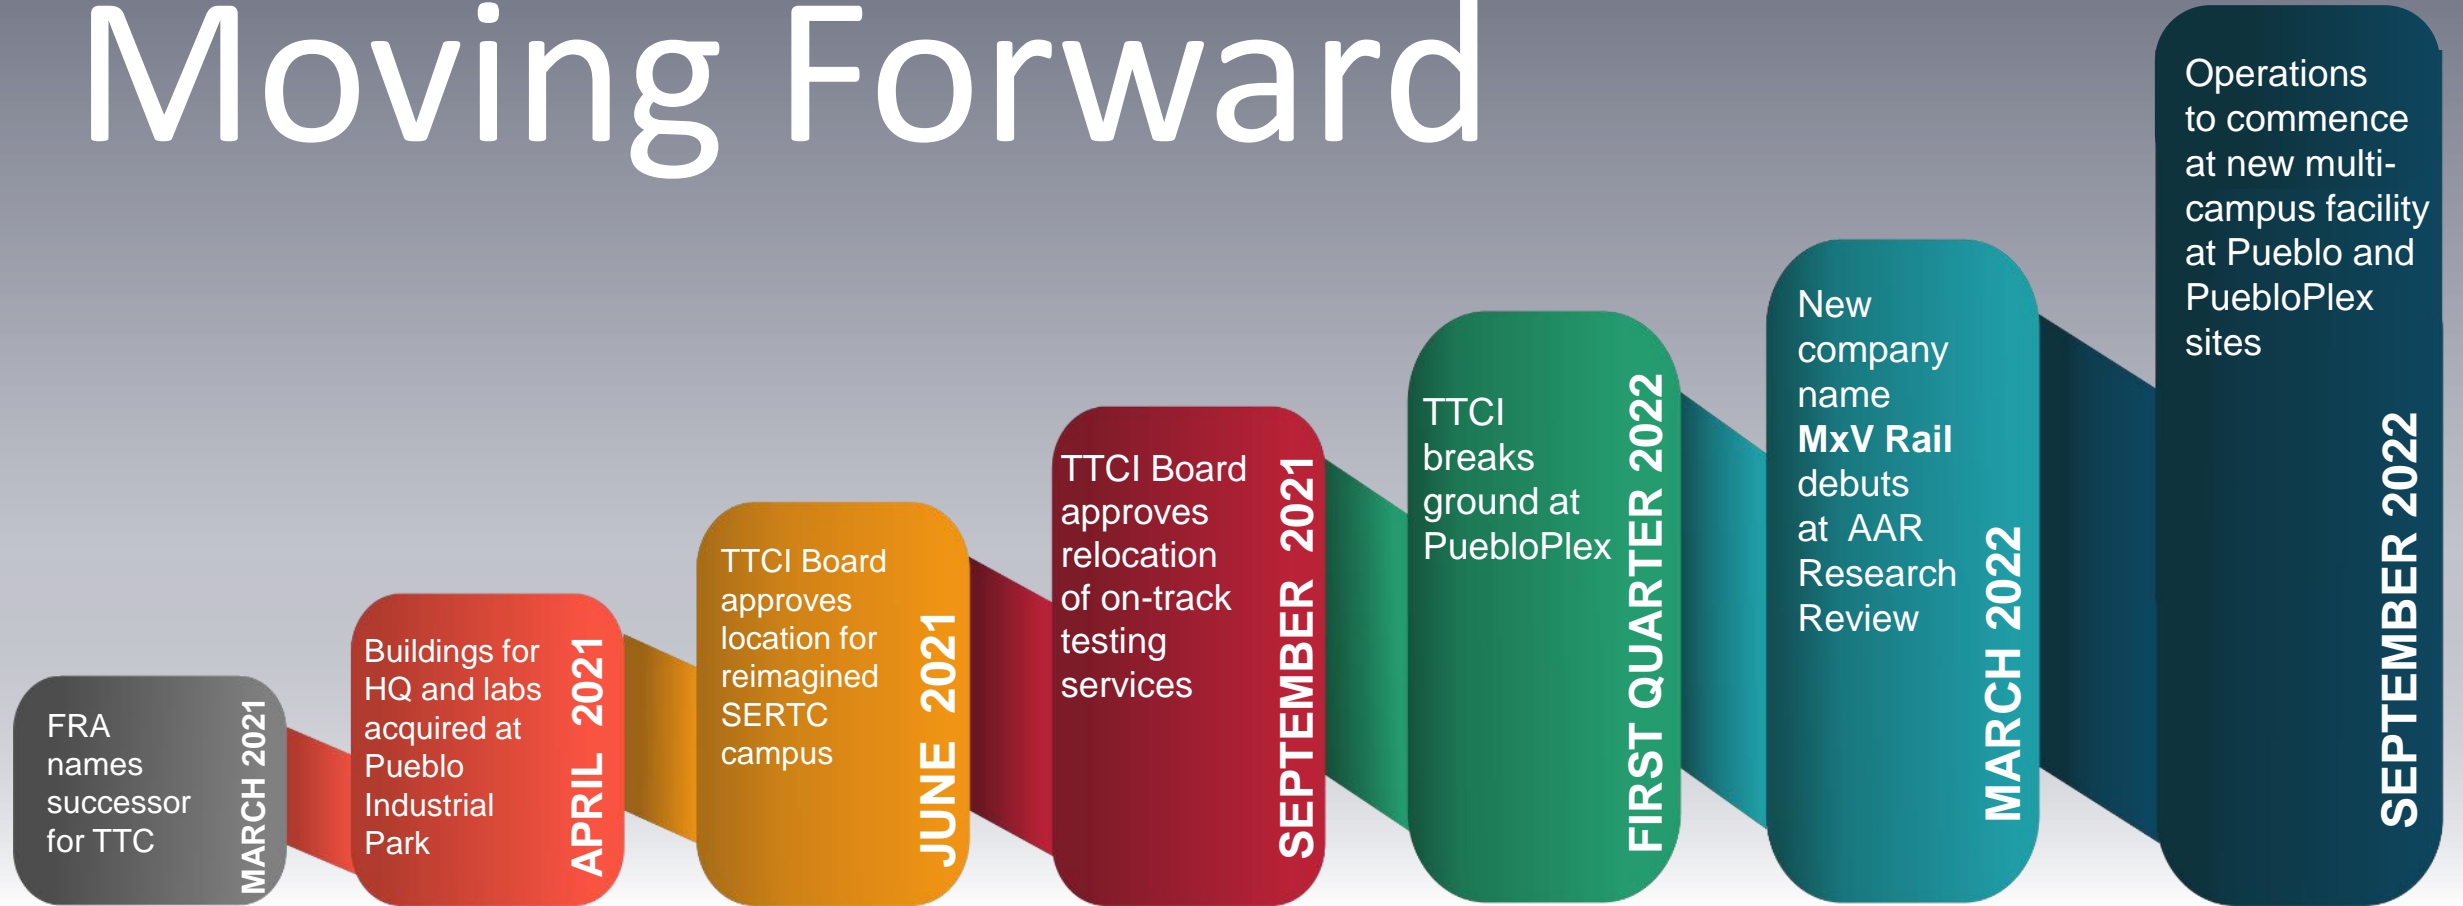 Moving Forward
FRA
names
successor
for TTC
MARCH 2021
Buildings for
HQ and labs
acquired at
Pueblo
Industrial
Park
APRIL 2021
TTCI Board
approves
location for
reimagined
SERTC
campus
JUNE 2021
TTCI Board
approves
relocation
of on-track
testing
services
SEPTEMBER 2021
TTCI
breaks
ground at
PuebloPlex
FIRST QUARTER 2022
New
company
name
MxV Rail
debuts
at AAR
Research
Review
MARCH 2022
Operations
to commence
at new multi-
campus facility
at Pueblo and
PuebloPlex
sites
SEPTEMBER 2022